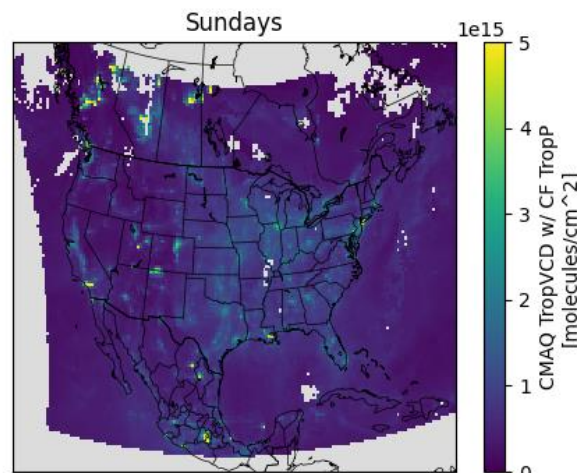 Sundays
1e15
5
4
3
2
1
0
CMAQ TropVCD w/ CF TropP
[molecules/cm^2]